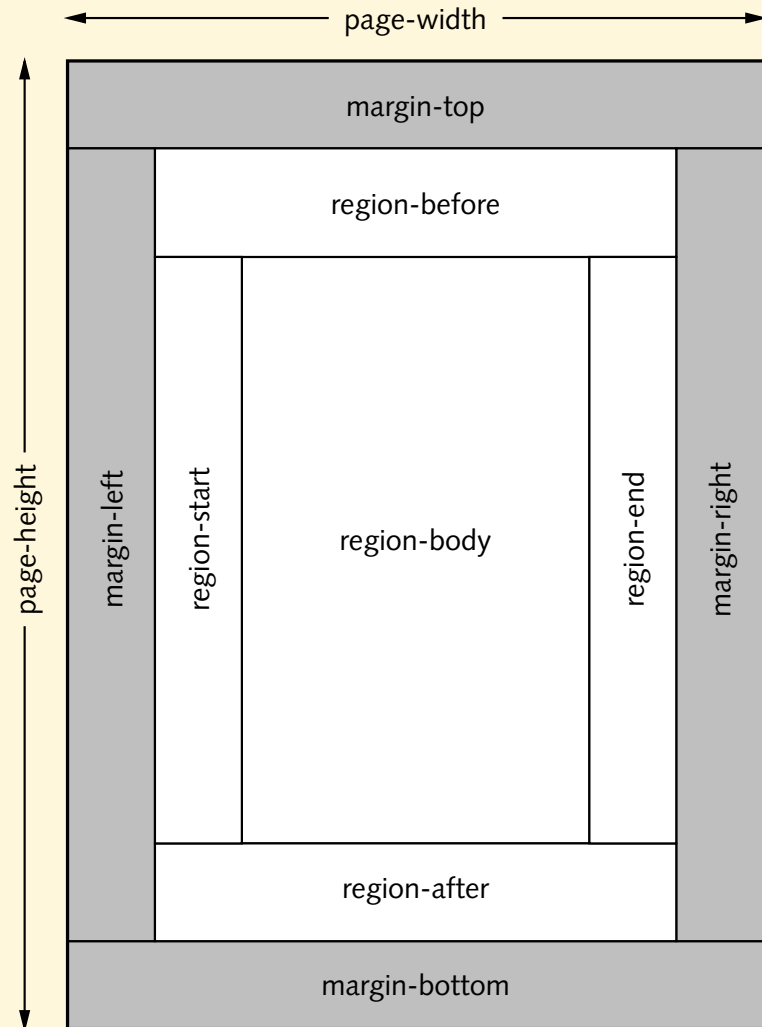 page-width
margin-top
region-before
page-height
margin-left
region-start
region-body
region-end
margin-right
region-after
margin-bottom